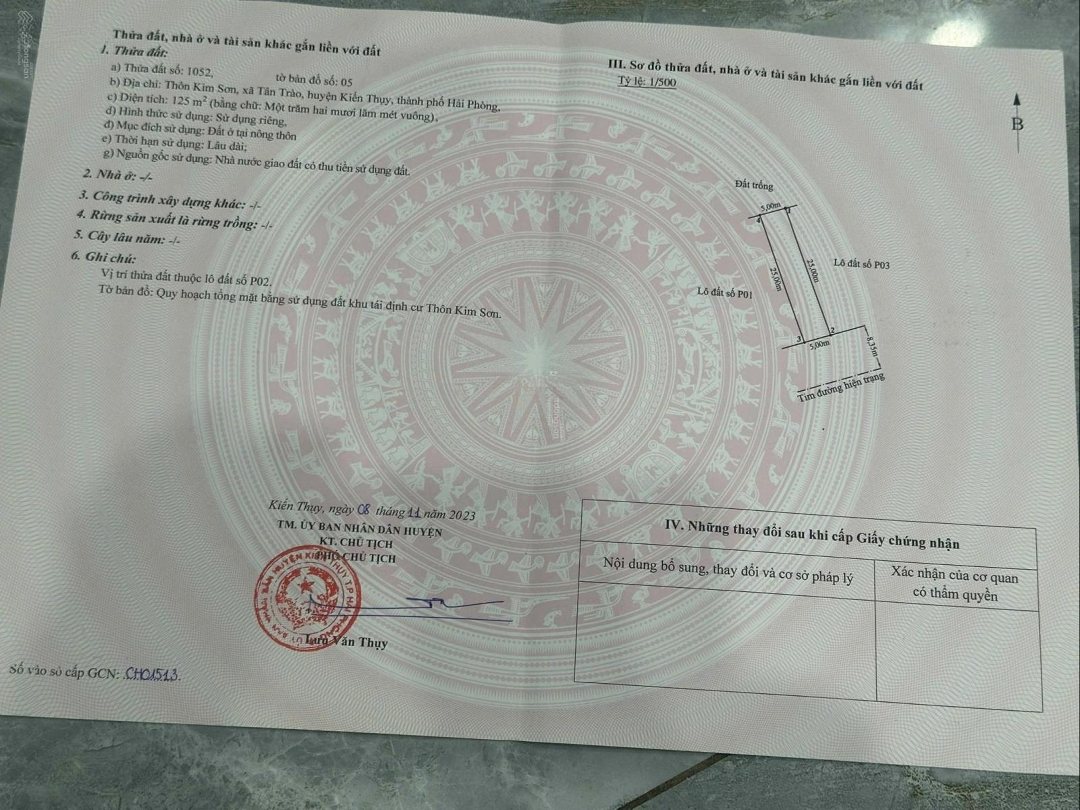 Thửa đất, nhà ở và tài sản khác gắn liền với đất
1. Thửa đất:
a) Thửa đất số: 1052, tờ bản đồ số: 05
b) Địa chỉ: Thôn Kim Sơn, xã Tân Trào, huyện Kiến Thụy, thành phố Hải Phòng,
c) Diện tích: 125 m² (bằng chữ: Một trăm hai mươi lăm mét vuông),
d) Hình thức sử dụng: Sử dụng riêng,
đ) Mục đích sử dụng: Đất ở tại nông thôn
e) Thời hạn sử dụng: Lâu dài;
g) Nguồn gốc sử dụng: Nhà nước giao đất có thu tiền sử dụng đất.
2. Nhà ở: -/-
3. Công trình xây dựng khác: -/-
4. Rừng sản xuất là rừng trồng: -/-
5. Cây lâu năm: -/-
6. Ghi chú:
Vị trí thửa đất thuộc lô đất số P02.
Tờ bản đồ: Quy hoạch tổng mặt bằng sử dụng đất khu tái định cư Thôn Kim Sơn.
Kiến Thụy, ngày 08 tháng 11 năm 2023
TM. ỦY BAN NHÂN DÂN HUYỆN
KT. CHỦ TỊCH
PHÓ CHỦ TỊCH
Lưu Văn Thụy
Số vào sổ cấp GCN: CH01513.
III. Sơ đồ thửa đất, nhà ở và tài sản khác gắn liền với đất
Tỷ lệ: 1/500
B
Đất trống
5,00m
4
1
25,00m
25,00m
Lô đất số P03
Lô đất số P01
3
2
5,00m
8,35m
Tim đường hiện trạng
IV. Những thay đổi sau khi cấp Giấy chứng nhận
Nội dung bổ sung, thay đổi và cơ sở pháp lý
Xác nhận của cơ quan
có thẩm quyền